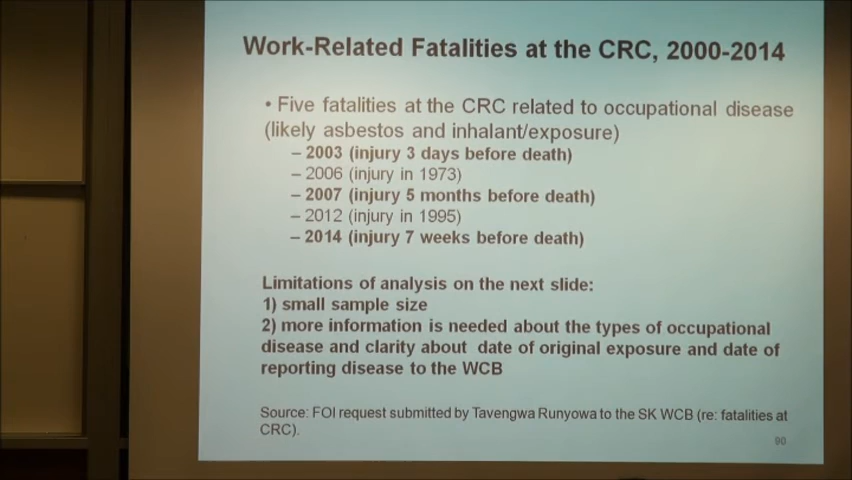 Work-Related Fatalities at the CRC, 2000-2014
• Five fatalities at the CRC related to occupational disease
(likely asbestos and inhalant/exposure)
– 2003 (injury 3 days before death)
– 2006 (injury in 1973)
– 2007 (injury 5 months before death)
– 2012 (injury in 1995)
– 2014 (injury 7 weeks before death)
Limitations of analysis on the next slide:
1) small sample size
2) more information is needed about the types of occupational
disease and clarity about date of original exposure and date of
reporting disease to the WCB
Source: FOI request submitted by Tavengwa Runyowa to the SK WCB (re: fatalities at
CRC).
90